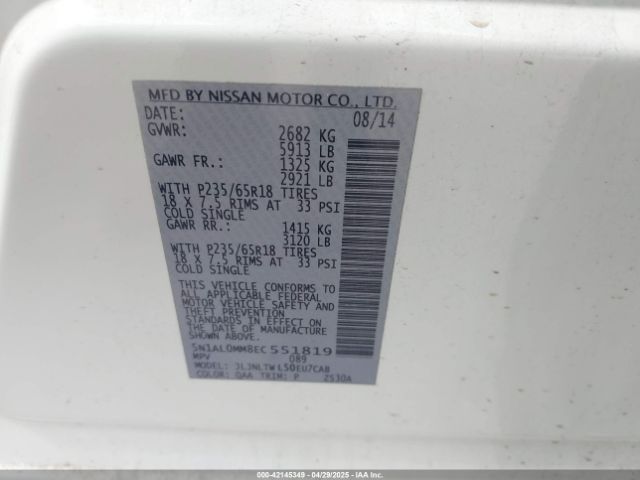 MFD BY NISSAN MOTOR CO., LTD.
DATE: 08/14
GVWR: 2682 KG
5913 LB
GAWR FR.: 1325 KG
2921 LB
WITH P235/65R18 TIRES
18 X 7.5 RIMS AT 33 PSI
COLD SINGLE
GAWR RR.: 1415 KG
3120 LB
WITH P235/65R18 TIRES
18 X 7.5 RIMS AT 33 PSI
COLD SINGLE
THIS VEHICLE CONFORMS TO
ALL APPLICABLE FEDERAL
MOTOR VEHICLE SAFETY AND
THEFT PREVENTION
STANDARDS IN EFFECT ON
THE DATE OF MANUFACTURE
SHOWN ABOVE.
5N1AL0MM8EC551819
MPV 089
MODEL: JLJNLTWL50EU7CAB
COLOR: QAA TRIM: P 2530A
000-42145349 - 04/29/2025 - IAA Inc.